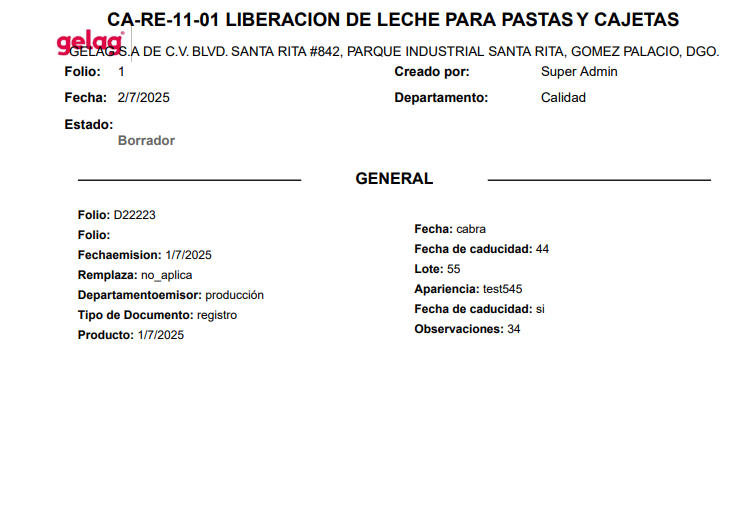 CA-RE-11-01 LIBERACION DE LECHE PARA PASTAS Y CAJETAS
gelag
GELAG S.A DE C.V. BLVD. SANTA RITA #842, PARQUE INDUSTRIAL SANTA RITA, GOMEZ PALACIO, DGO.
Folio: 1
Creado por: Super Admin
Fecha: 2/7/2025
Departamento: Calidad
Estado:
Borrador
GENERAL
Folio: D22223
Folio:
Fechaemision: 1/7/2025
Remplaza: no_aplica
Departamentoemisor: producción
Tipo de Documento: registro
Producto: 1/7/2025
Fecha: cabra
Fecha de caducidad: 44
Lote: 55
Apariencia: test545
Fecha de caducidad: si
Observaciones: 34